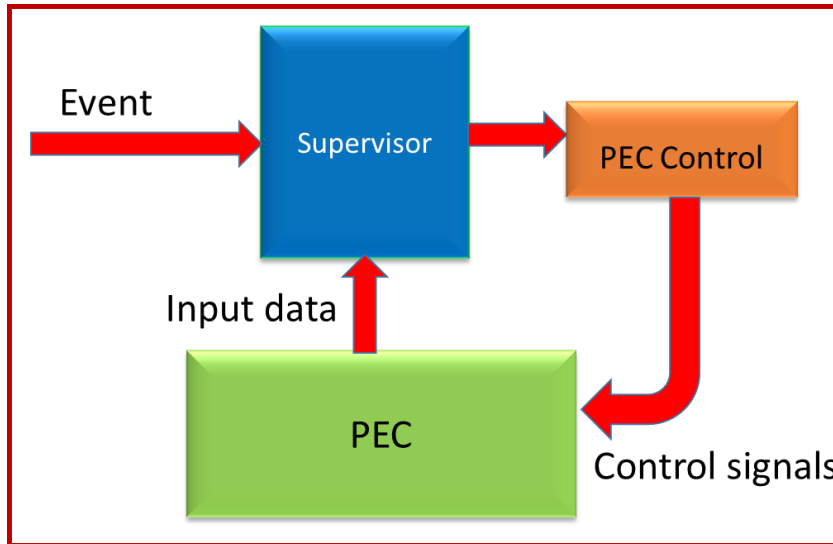 Event
Supervisor
PEC Control
Input data
PEC
Control signals